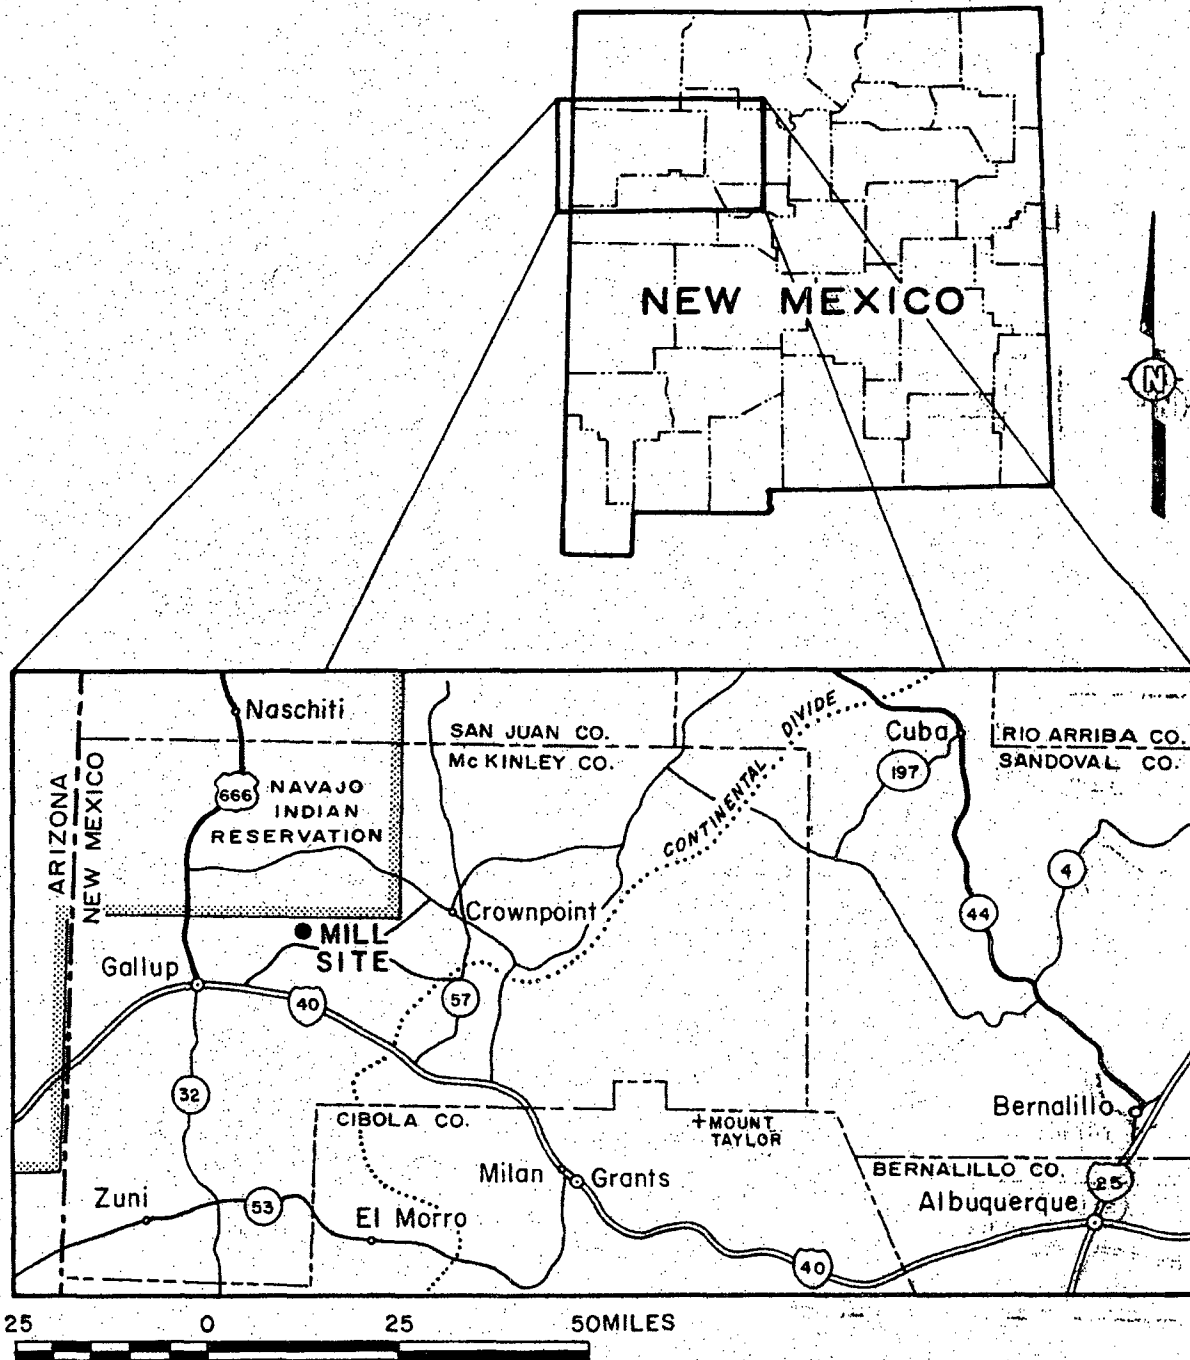 NEW MEXICO
N
Naschiti
SAN JUAN CO.
McKINLEY CO.
CONTINENTAL DIVIDE
Cuba
RIO ARRIBA CO.
SANDOVAL CO.
197
666
NAVAJO
INDIAN
RESERVATION
ARIZONA
NEW MEXICO
4
44
Crownpoint
MILL
SITE
Gallup
40
57
32
CIBOLA CO.
MOUNT
TAYLOR
Bernalillo
Milan
Grants
BERNALILLO CO.
25
Albuquerque
Zuni
53
El Morro
40
25 0 25 50 MILES